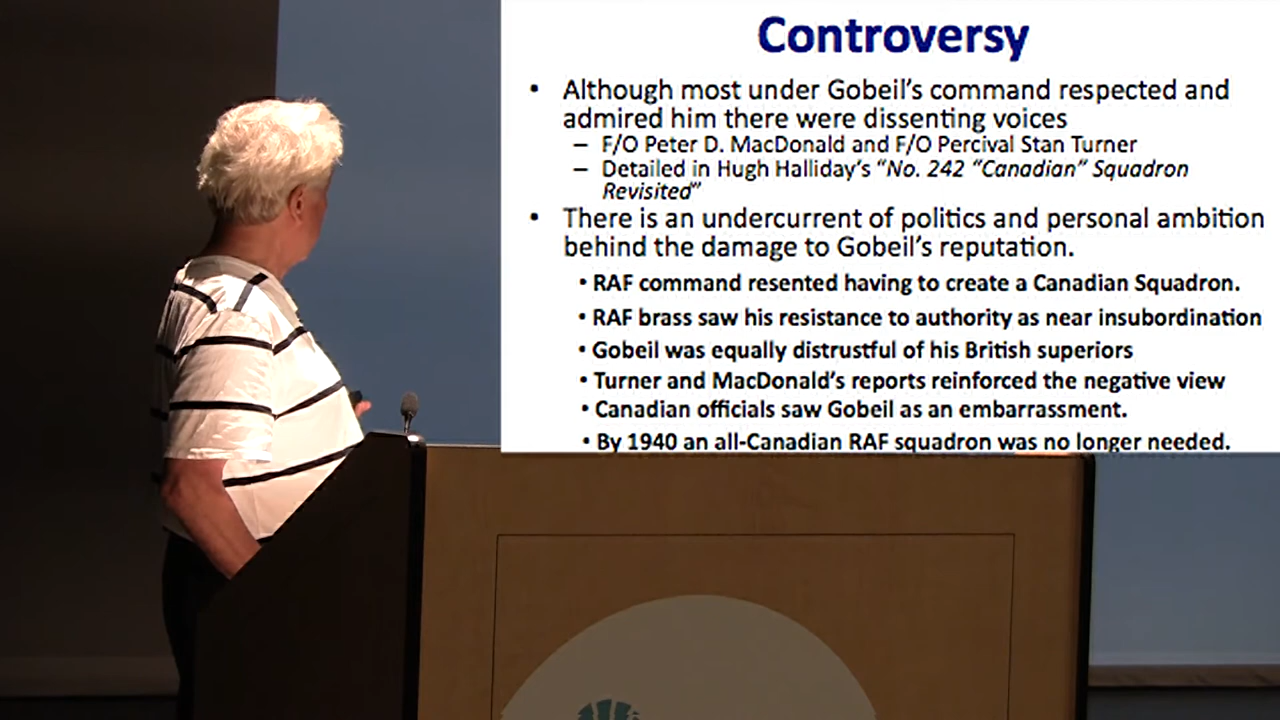 Controversy
• Although most under Gobeil's command respected and
admired him there were dissenting voices
– F/O Peter D. MacDonald and F/O Percival Stan Turner
– Detailed in Hugh Halliday's “No. 242 “Canadian” Squadron
Revisited”
• There is an undercurrent of politics and personal ambition
behind the damage to Gobeil's reputation.
• RAF command resented having to create a Canadian Squadron.
• RAF brass saw his resistance to authority as near insubordination
• Gobeil was equally distrustful of his British superiors
• Turner and MacDonald's reports reinforced the negative view
• Canadian officials saw Gobeil as an embarrassment.
• By 1940 an all-Canadian RAF squadron was no longer needed.